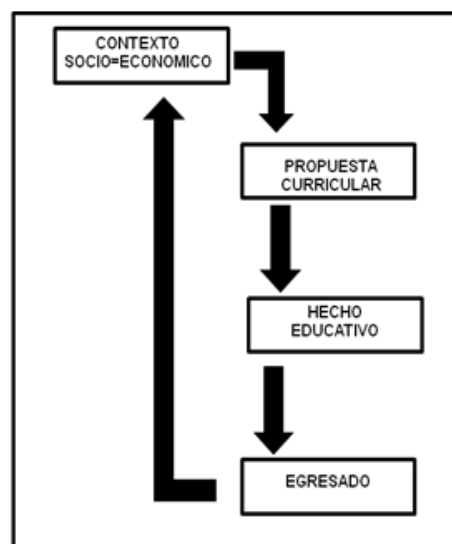 CONTEXTO
SOCIO=ECONOMICO
PROPUESTA
CURRICULAR
HECHO
EDUCATIVO
EGRESADO